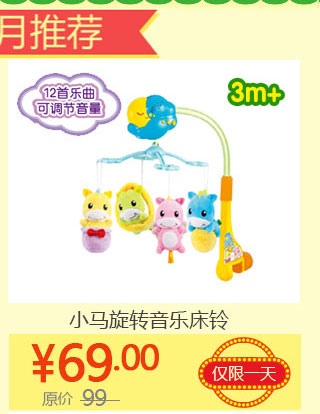 月推荐
12首乐曲
可调节音量
3m+
小马旋转音乐床铃
¥69.00
原价 99
仅限一天